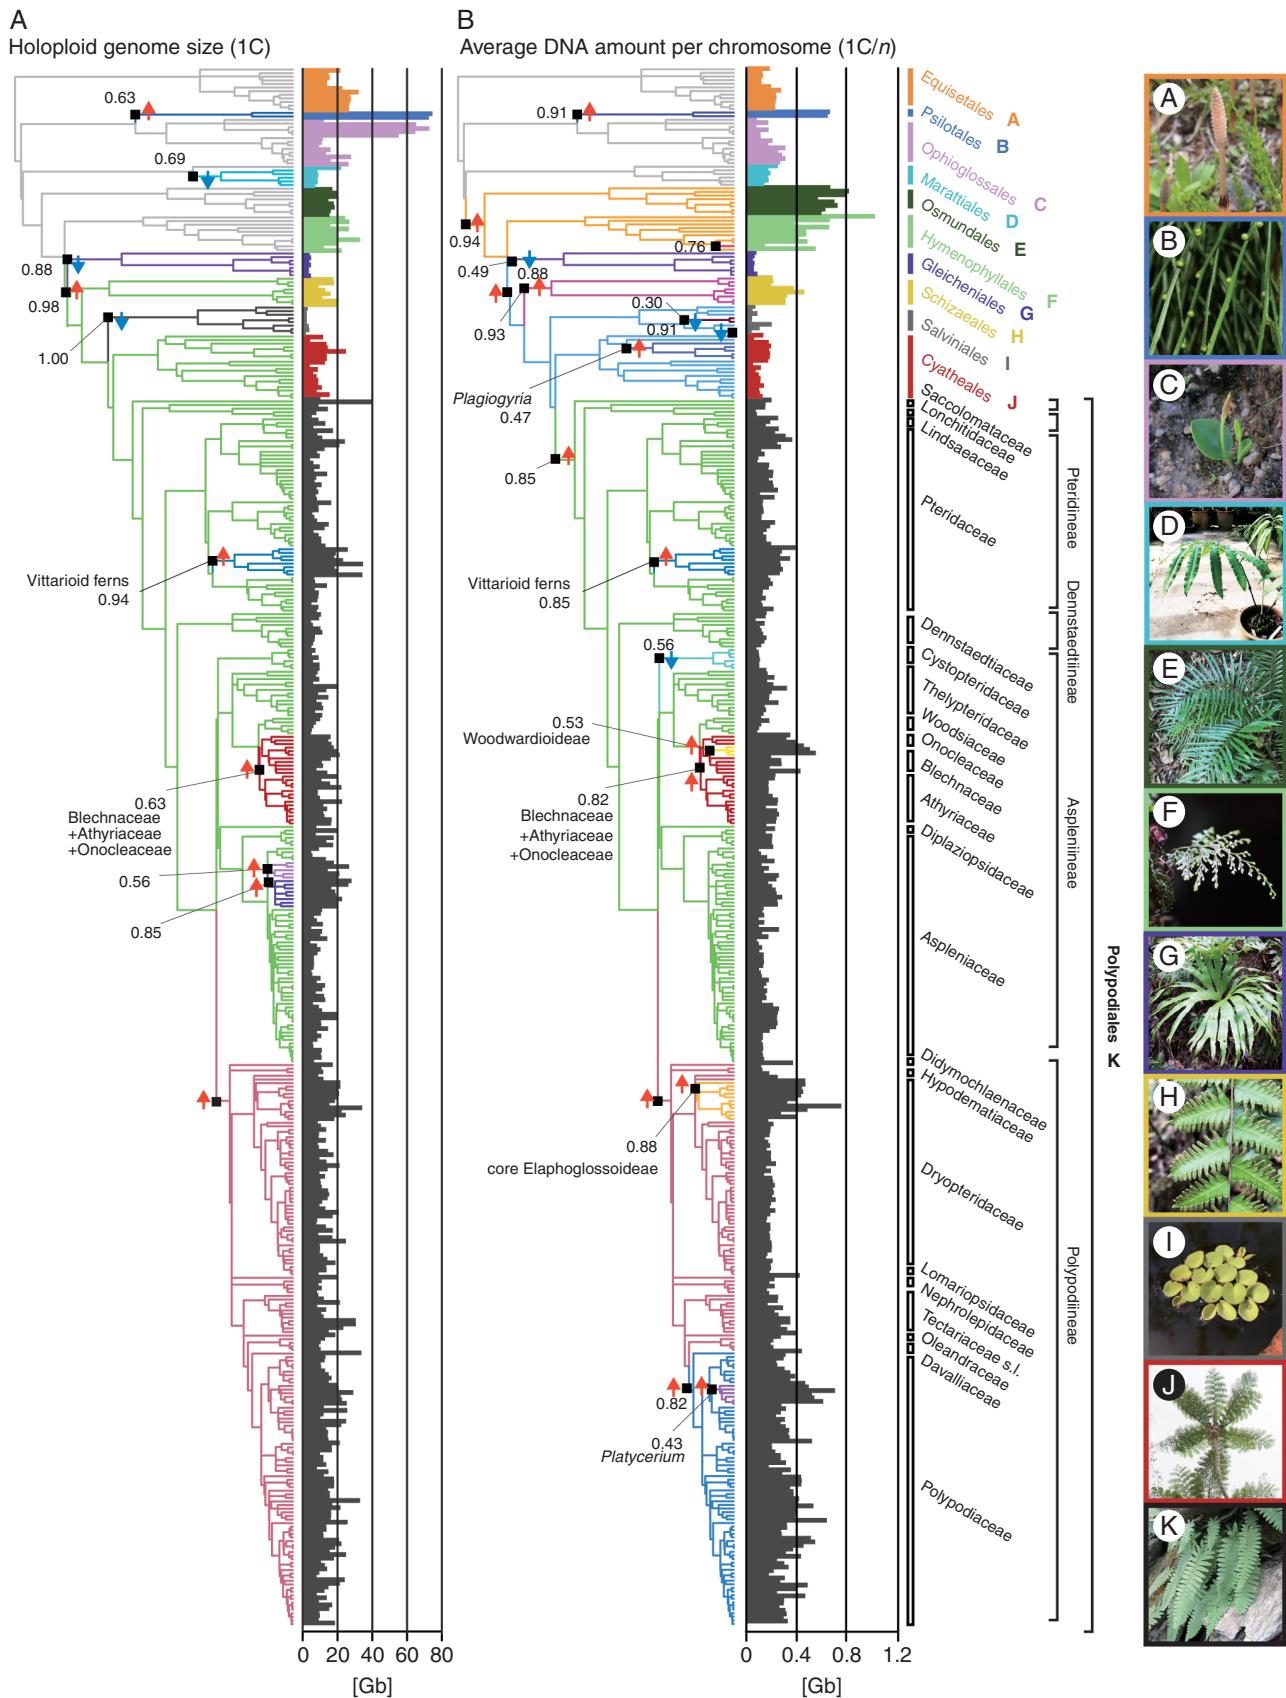 A
Holoploid genome size (1C)
B
Average DNA amount per chromosome (1C/n)
0.63
0.69
0.88
0.98
1.00
Vittarioid ferns
0.94
0.63
Blechnaceae
+Athyriaceae
+Onocleaceae
0.56
0.85
0
20
40
60
80
[Gb]
0.91
0.94
0.76
0.49
0.88
0.93
0.30
0.91
Plagiogyria
0.47
0.85
Vittarioid ferns
0.85
0.56
0.53
Woodwardioideae
0.82
Blechnaceae
+Athyriaceae
+Onocleaceae
0.88
core Elaphoglossoideae
0.82
0.43
Platycerium
0
0.4
0.8
1.2
[Gb]
Equisetales A
Psilotales B
Ophioglossales C
Marattiales D
Osmundales E
Hymenophyllales F
Gleicheniales G
Schizaeales H
Salviniales I
Cyatheales J
Saccolomataceae
Lonchitidaceae
Lindsaeaceae
Pteridaceae
Dennstaedtiaceae
Cystopteridaceae
Thelypteridaceae
Woodsiaceae
Onocleaceae
Blechnaceae
Athyriaceae
Diplaziopsidaceae
Aspleniaceae
Didymochlaenaceae
Hypodematiaceae
Dryopteridaceae
Lomariopsidaceae
Nephrolepidaceae
Tectariaceae s.l.
Oleandraceae
Davalliaceae
Polypodiaceae
Pteridineae
Dennstaedtiineae
Aspleniineae
Polypodiineae
Polypodiales K
A
B
C
D
E
F
G
H
I
J
K